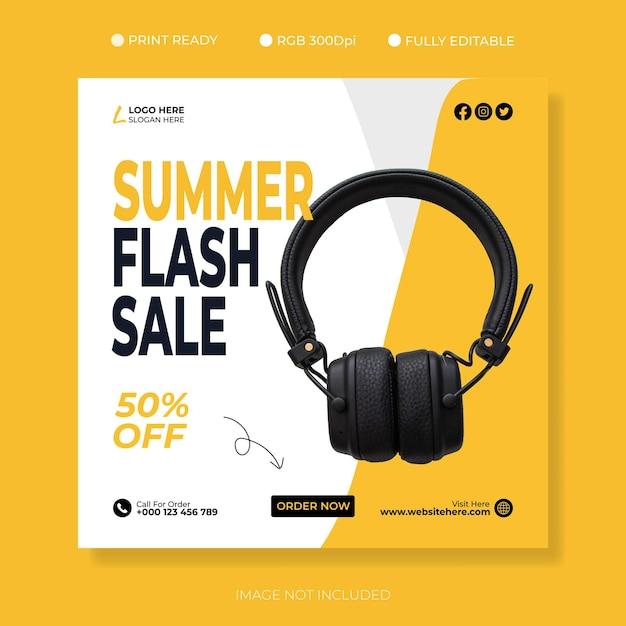 PRINT READY
RGB 300Dpi
FULLY EDITABLE
LOGO HERE
SLOGAN HERE
SUMMER
FLASH
SALE
50%
OFF
Call For Order
+000 123 456 789
ORDER NOW
Visit Here
www.websitehere.com
IMAGE NOT INCLUDED